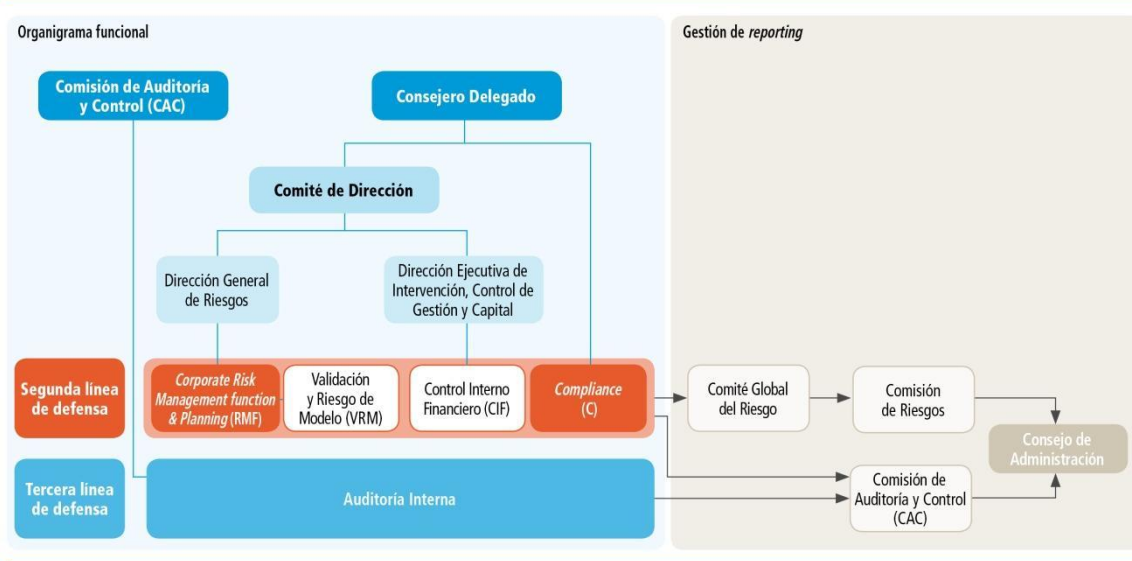 Organigrama funcional
Gestión de reporting
Comisión de Auditoría
y Control (CAC)
Consejero Delegado
Comité de Dirección
Dirección General
de Riesgos
Dirección Ejecutiva de
Intervención, Control de
Gestión y Capital
Segunda línea
de defensa
Corporate Risk
Management function
& Planning (RMF)
Validación
y Riesgo de
Modelo (VRM)
Control Interno
Financiero (CIF)
Compliance
(C)
Comité Global
del Riesgo
Comisión
de Riesgos
Consejo de
Administración
Tercera línea
de defensa
Auditoría Interna
Comisión de
Auditoría y Control
(CAC)